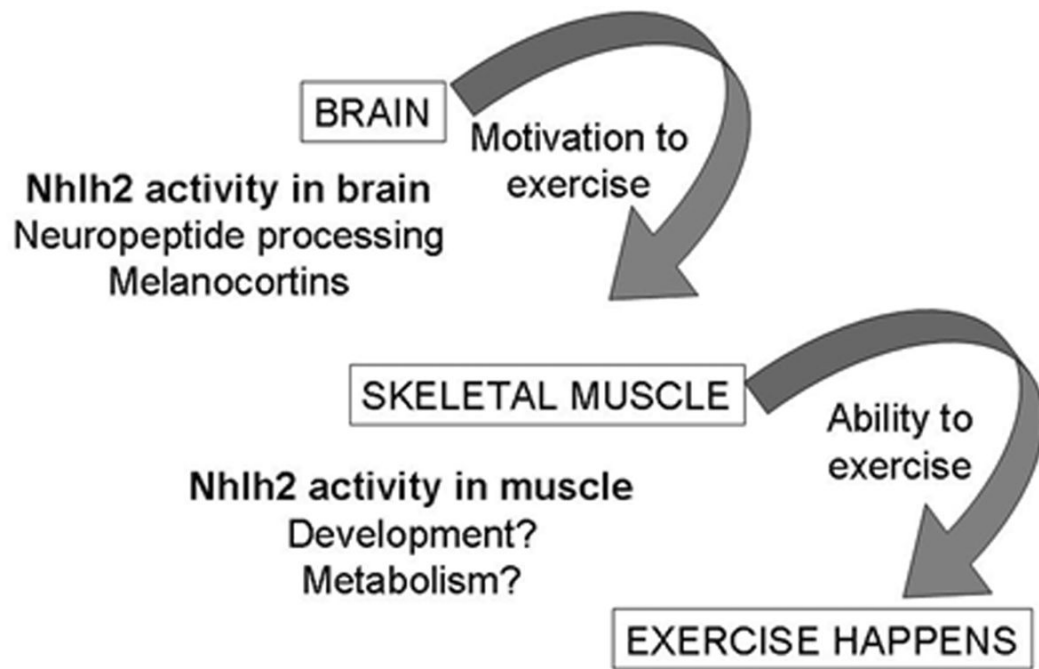 BRAIN
Motivation to
exercise
Nhlh2 activity in brain
Neuropeptide processing
Melanocortins
SKELETAL MUSCLE
Ability to
exercise
Nhlh2 activity in muscle
Development?
Metabolism?
EXERCISE HAPPENS